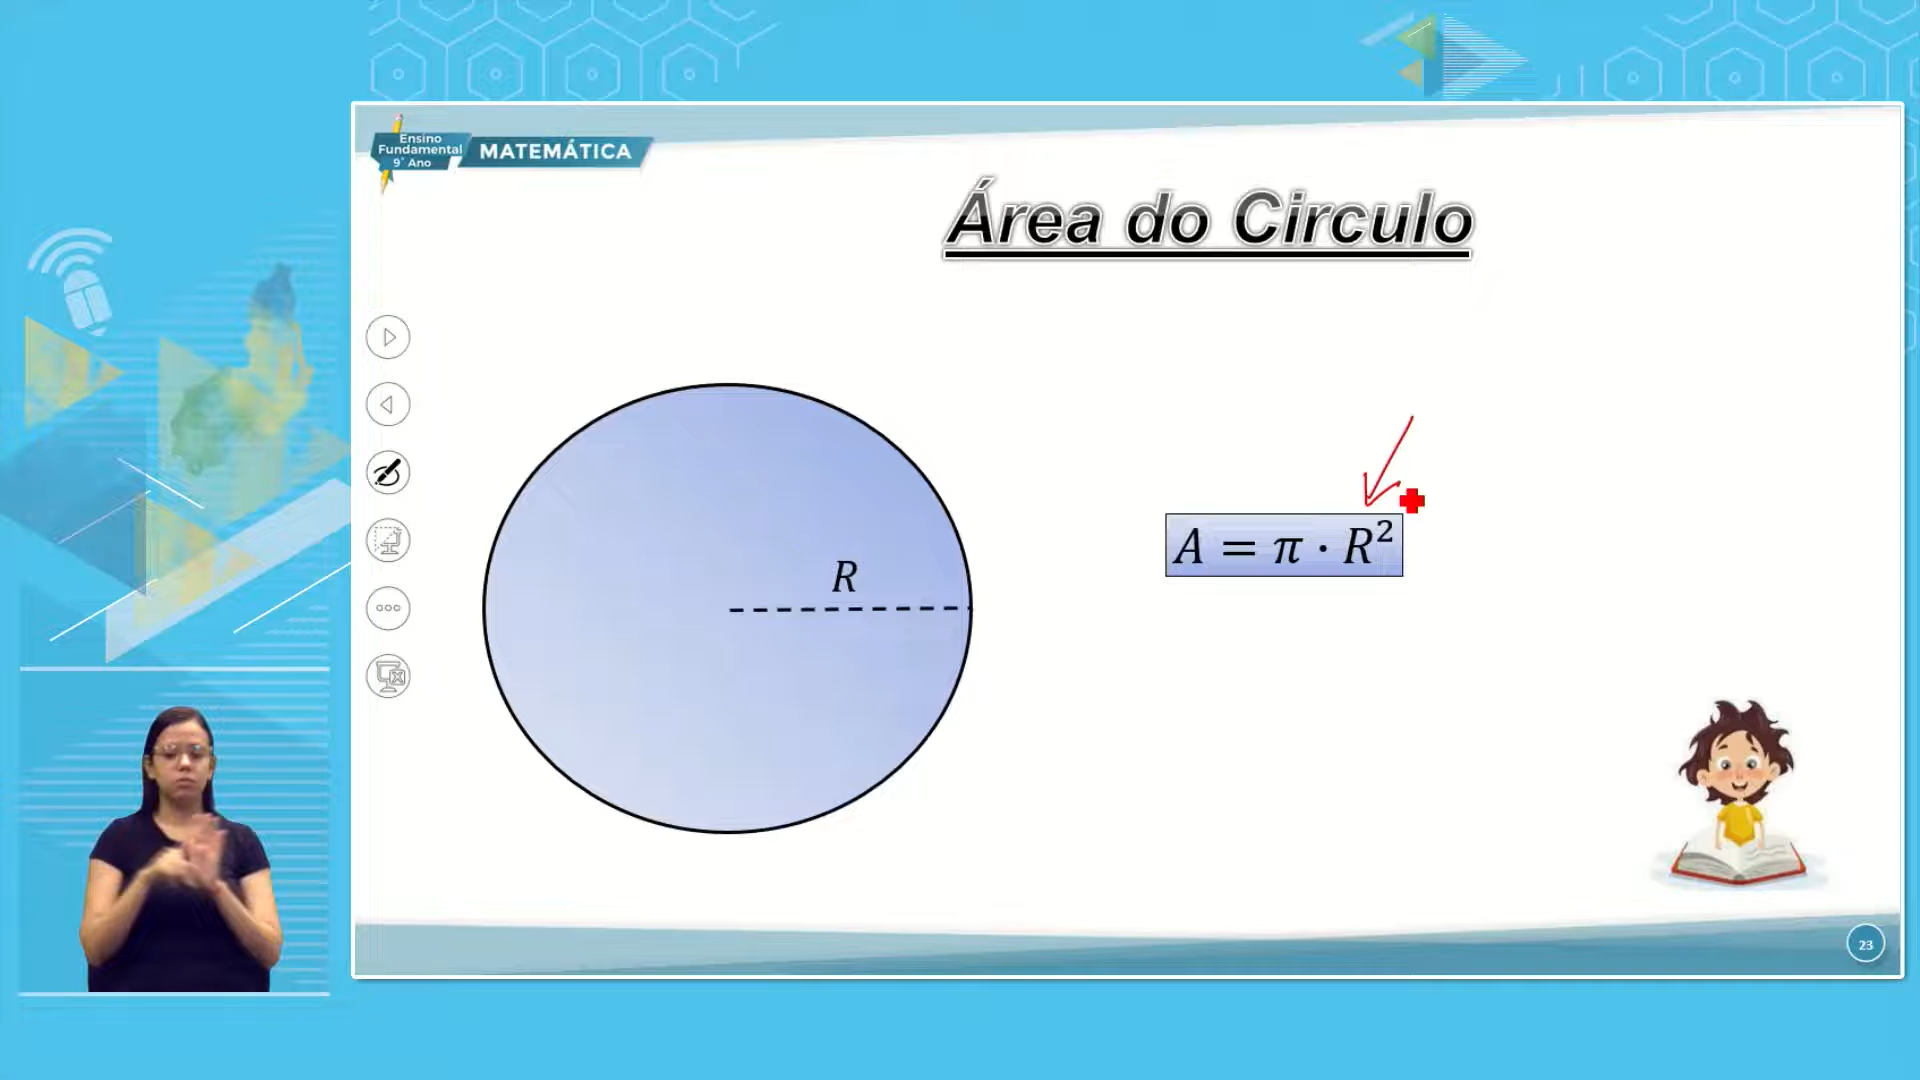 Ensino
Fundamental
9° Ano
MATEMÁTICA
Área do Circulo
R
A = π · R²
23